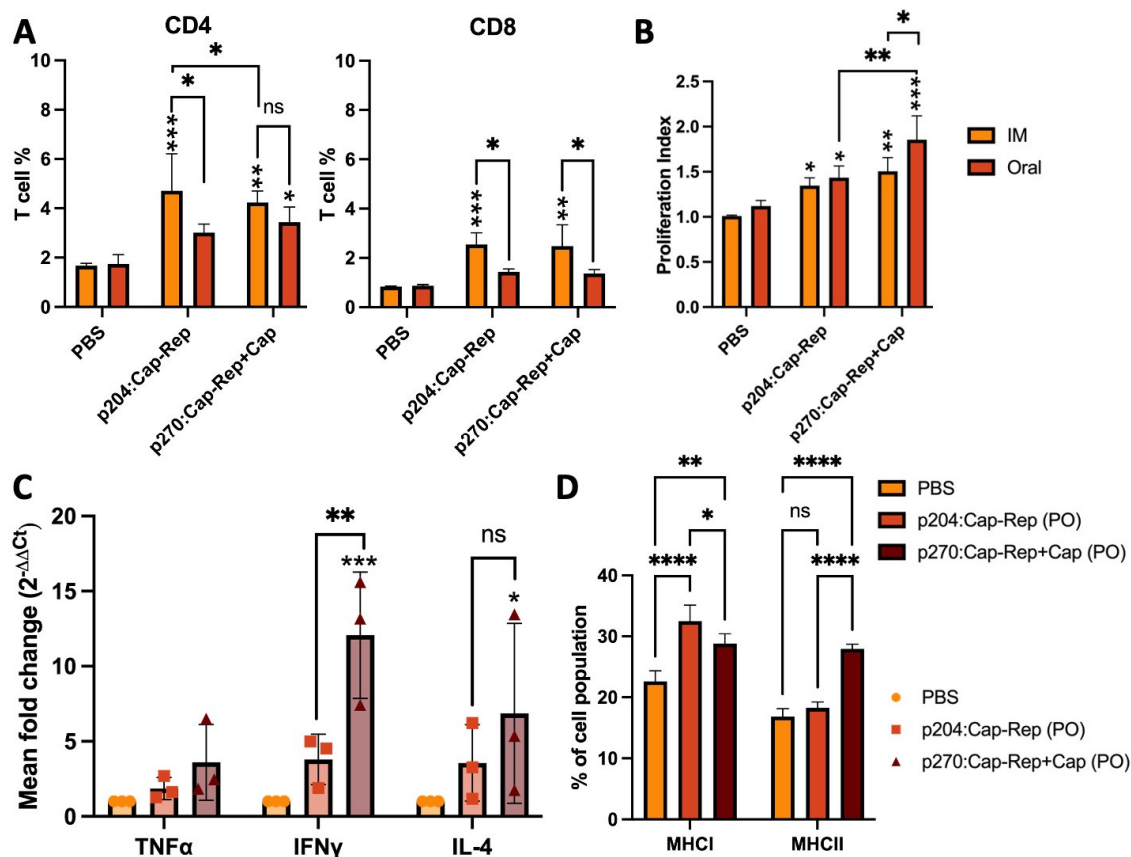 A
CD4
CD8
*
*
ns
***
**
*
10
8
6
4
2
0
T cell %
PBS
p204:Cap-Rep
p270:Cap-Rep+Cap
*
*
***
**
10
8
6
4
2
0
T cell %
PBS
p204:Cap-Rep
p270:Cap-Rep+Cap
B
*
**
*
*
**
***
2.5
2.0
1.5
1.0
0.5
0.0
Proliferation Index
PBS
p204:Cap-Rep
p270:Cap-Rep+Cap
IM
Oral
C
**
***
ns
*
20
15
10
5
0
Mean fold change (2-ΔΔCt)
TNFα
IFNγ
IL-4
D
**
*
****
****
ns
****
40
30
20
10
0
% of cell population
MHCI
MHCII
PBS
p204:Cap-Rep (PO)
p270:Cap-Rep+Cap (PO)
PBS
p204:Cap-Rep (PO)
p270:Cap-Rep+Cap (PO)